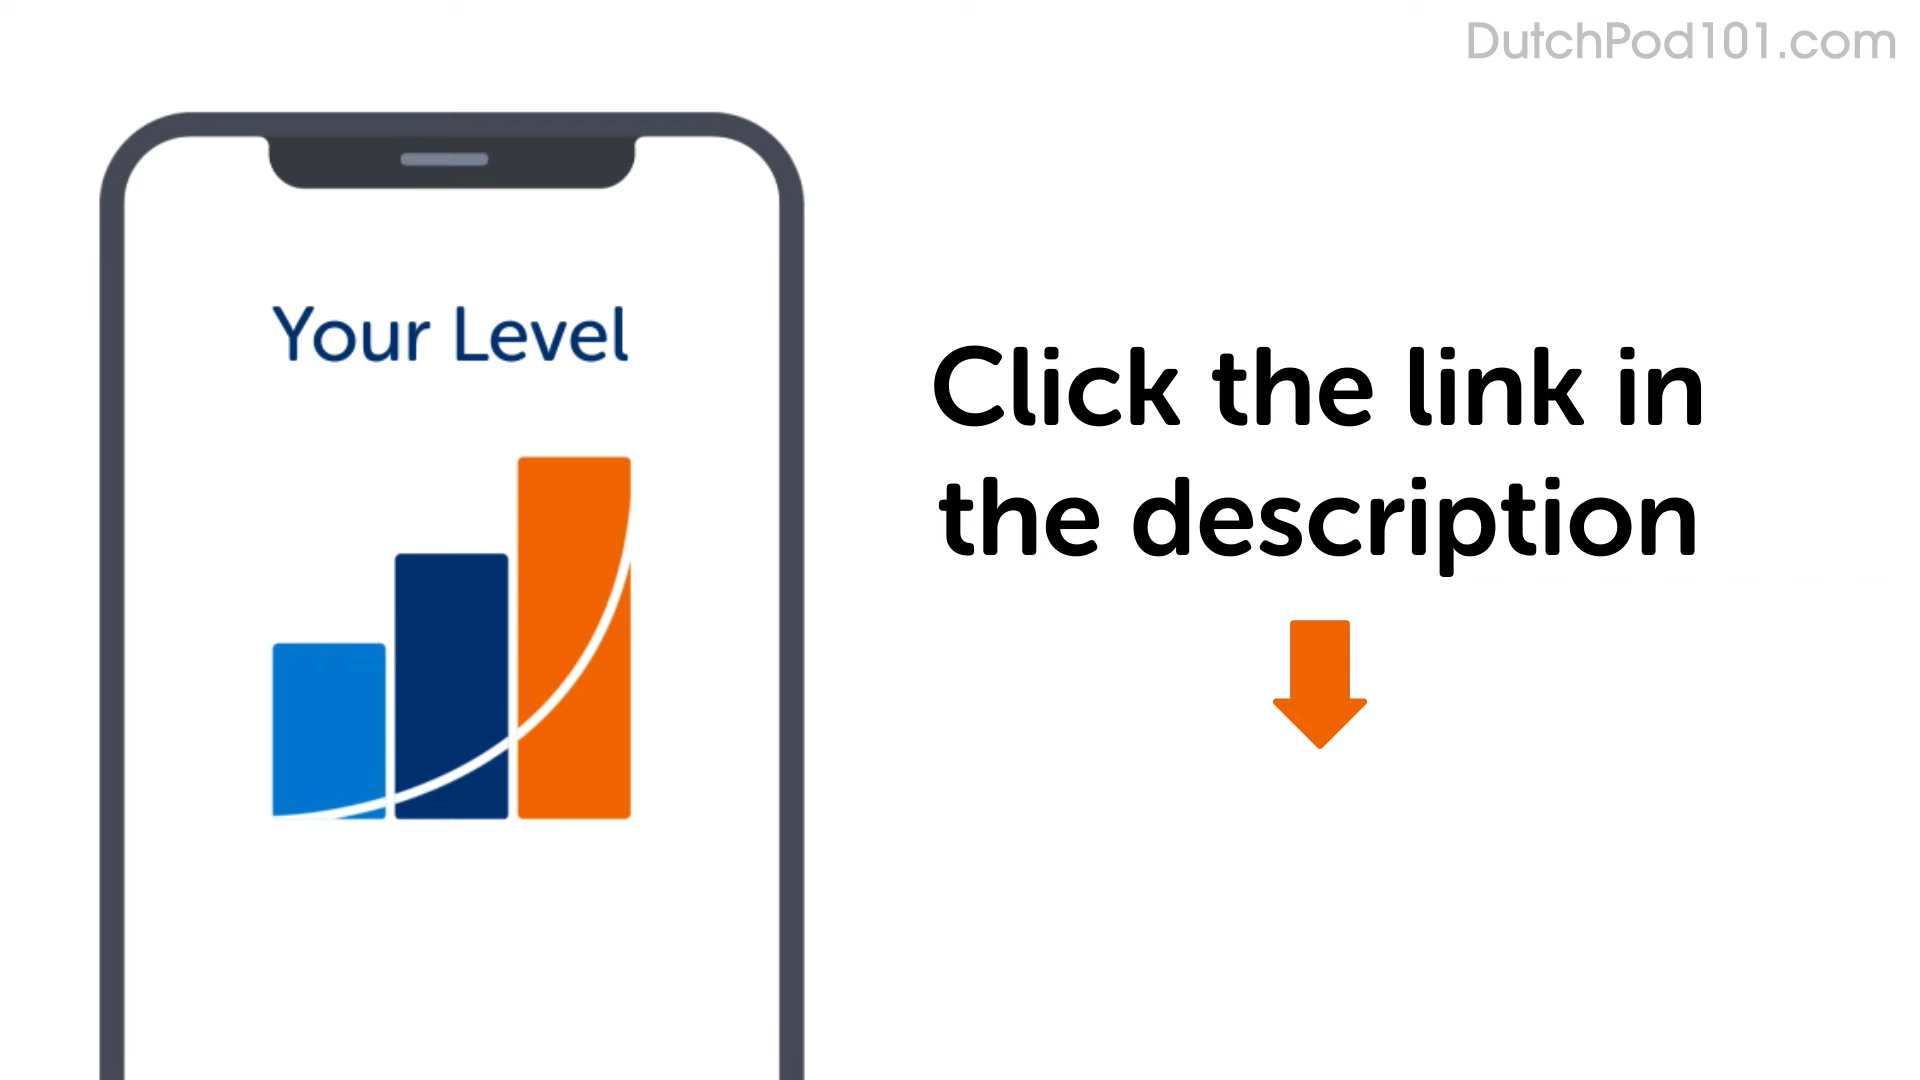 DutchPod101.com
Your Level
Click the link in
the description